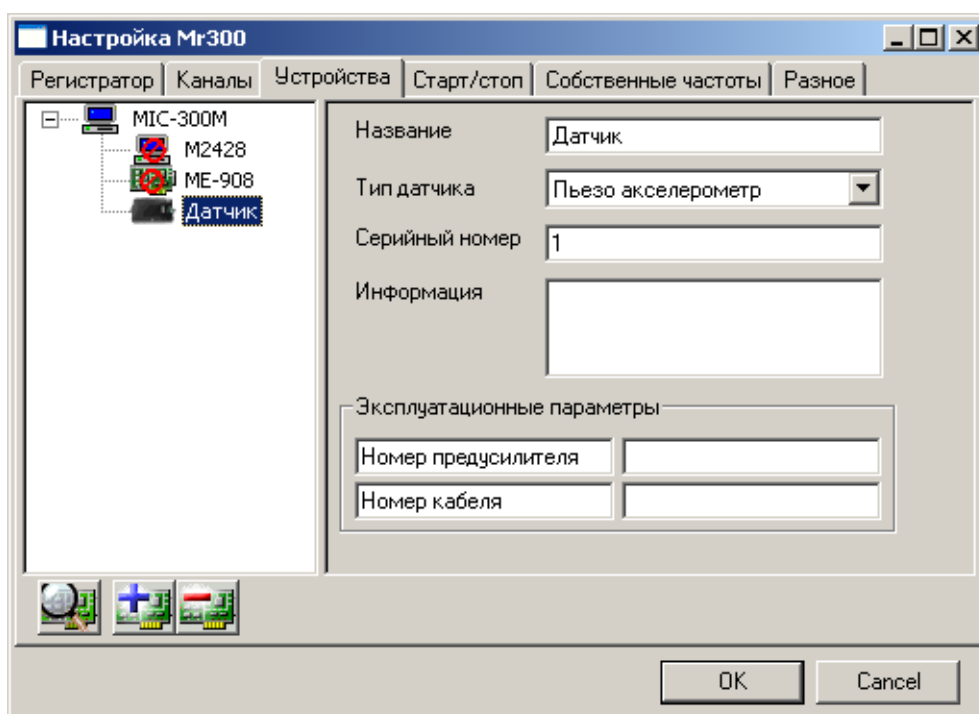 Настройка Mr300
Регистратор Каналы Устройства Старт/стоп Собственные частоты Разное
MIC-300M
M2428
ME-908
Датчик
Название Датчик
Тип датчика Пьезо акселерометр
Серийный номер 1
Информация
Эксплуатационные параметры
Номер предусилителя
Номер кабеля
OK Cancel